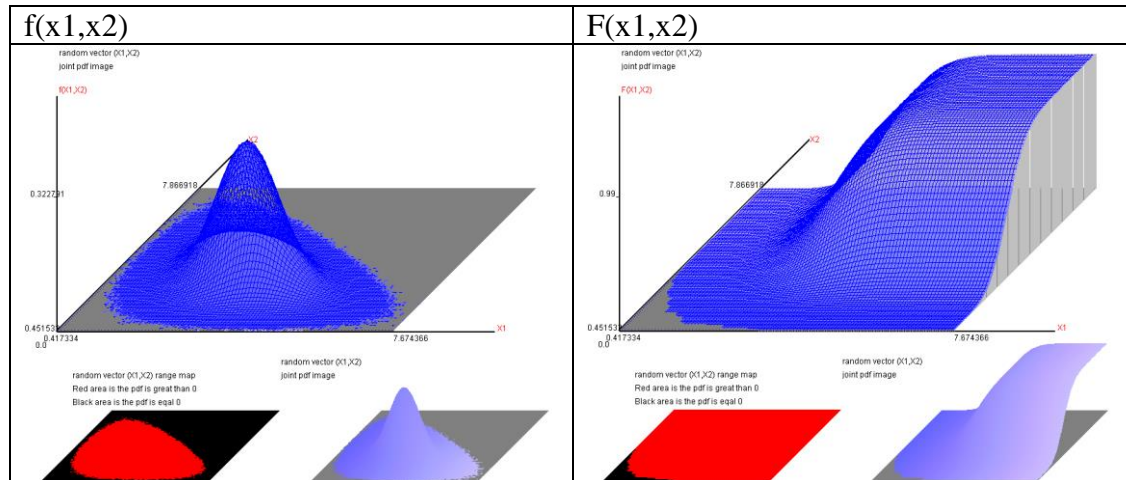 f(x1,x2)
random vector (X1,X2)
joint pdf image
f(X1,X2)
X2
7.866918
0.322791
0.451531
0.417334
0.0
7.674366
X1
random vector (X1,X2) range map
Red area is the pdf is great than 0
Black area is the pdf is eqal 0
random vector (X1,X2)
joint pdf image
F(x1,x2)
random vector (X1,X2)
joint pdf image
F(X1,X2)
X2
7.866918
0.99
0.45153
0.417334
0.0
7.674366
X1
random vector (X1,X2) range map
Red area is the pdf is great than 0
Black area is the pdf is eqal 0
random vector (X1,X2)
joint pdf image